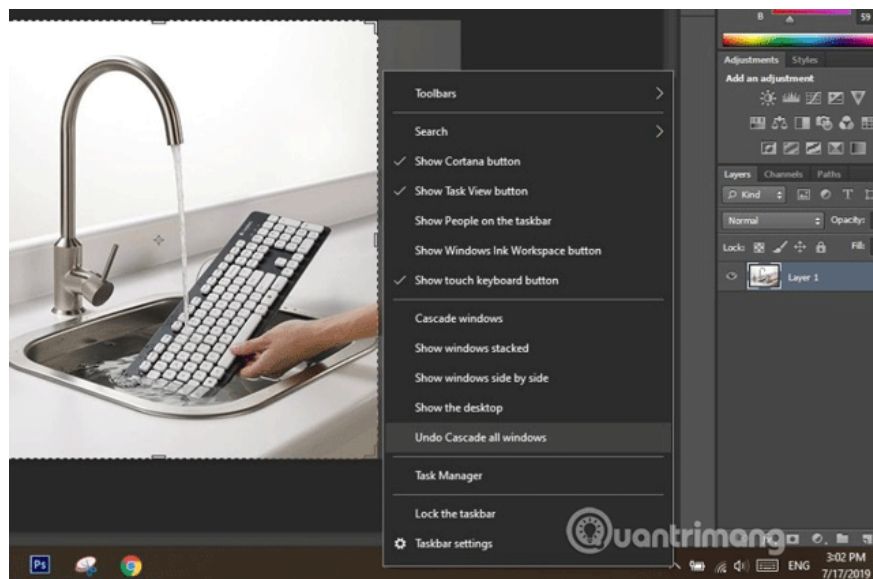 B
59
Adjustments Styles
Add an adjustment
Layers Channels Paths
Kind
T
Normal
Opacity:
Lock:
Fill:
Layer 1
Toolbars
Search
Show Cortana button
Show Task View button
Show People on the taskbar
Show Windows Ink Workspace button
Show touch keyboard button
Cascade windows
Show windows stacked
Show windows side by side
Show the desktop
Undo Cascade all windows
Task Manager
Lock the taskbar
Taskbar settings
Quantrimang
Ps
ENG
3:02 PM
7/17/2019